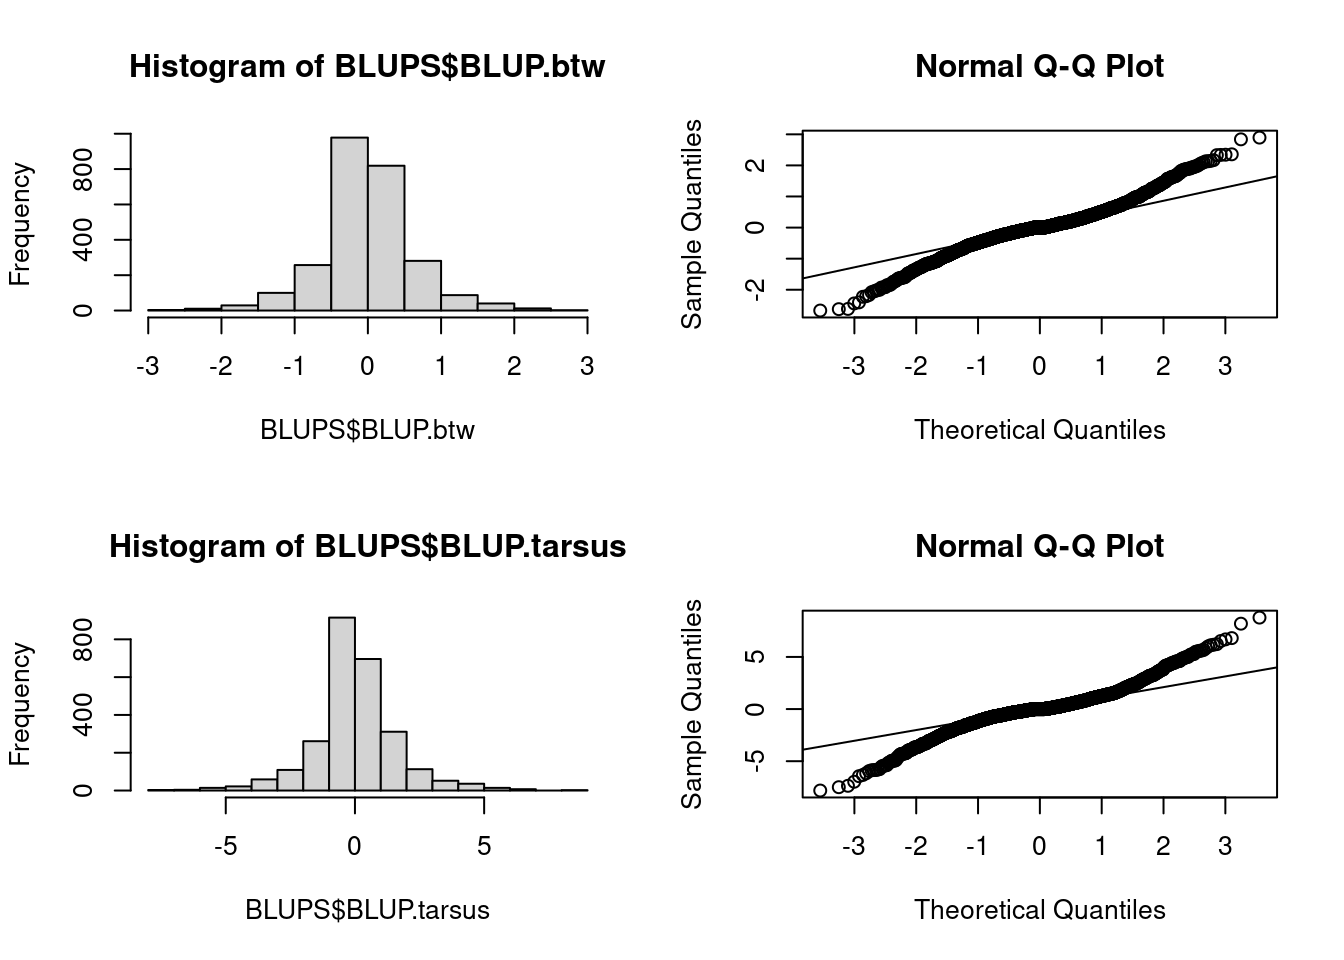 Histogram of BLUPS$BLUP.btw
Frequency
0 400 800
-3 -2 -1 0 1 2 3
BLUPS$BLUP.btw
Normal Q-Q Plot
Sample Quantiles
-2 0 2
-3 -2 -1 0 1 2 3
Theoretical Quantiles
Histogram of BLUPS$BLUP.tarsus
Frequency
0 400 800
-5 0 5
BLUPS$BLUP.tarsus
Normal Q-Q Plot
Sample Quantiles
-5 0 5
-3 -2 -1 0 1 2 3
Theoretical Quantiles